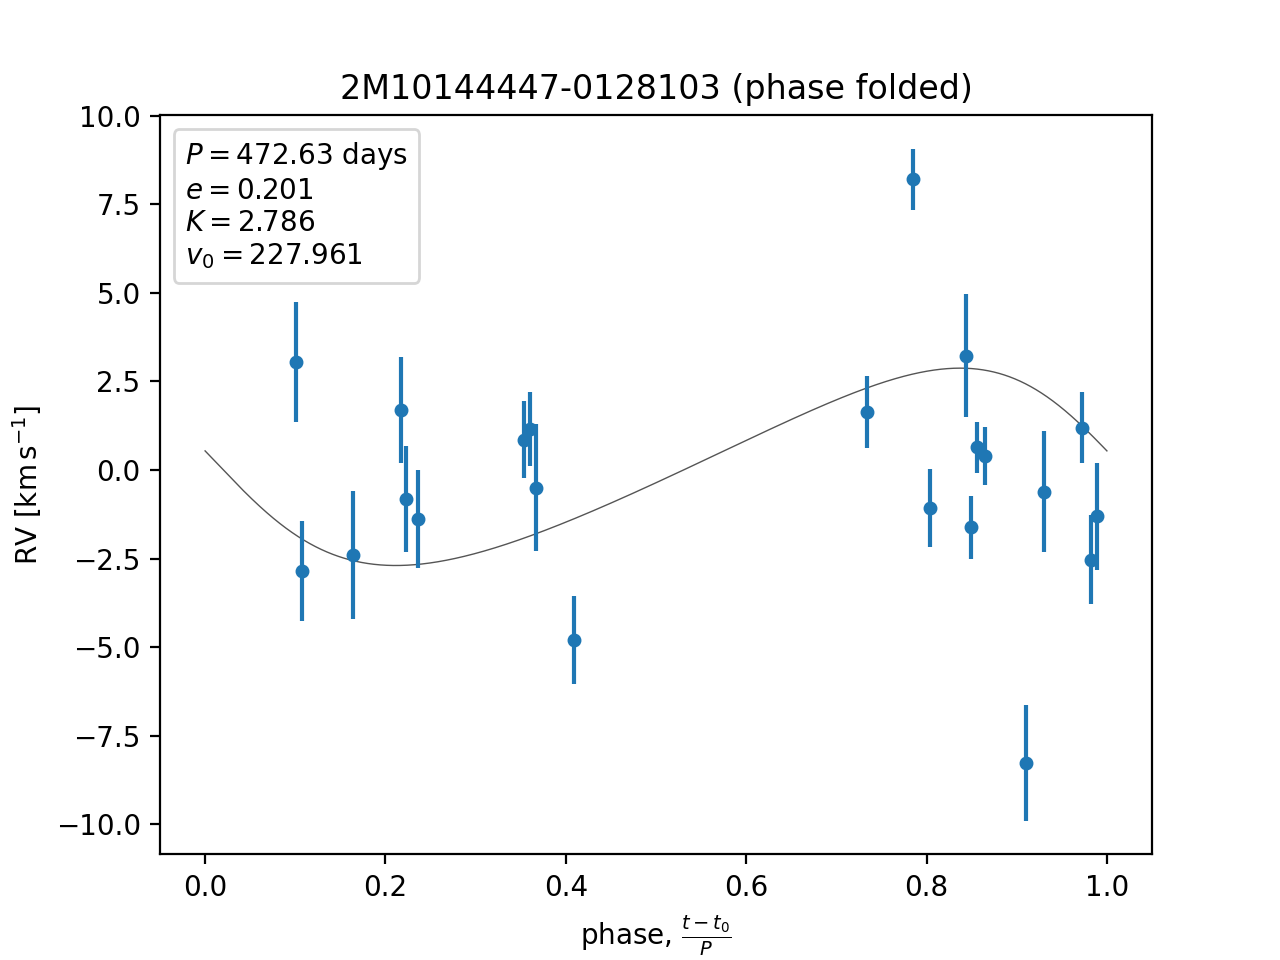 2M10144447-0128103 (phase folded)
P = 472.63 days
e = 0.201
K = 2.786
v₀ = 227.961
10.0
7.5
5.0
2.5
0.0
−2.5
−5.0
−7.5
−10.0
RV [km s⁻¹]
0.0 0.2 0.4 0.6 0.8 1.0
phase, (t − t₀)/P